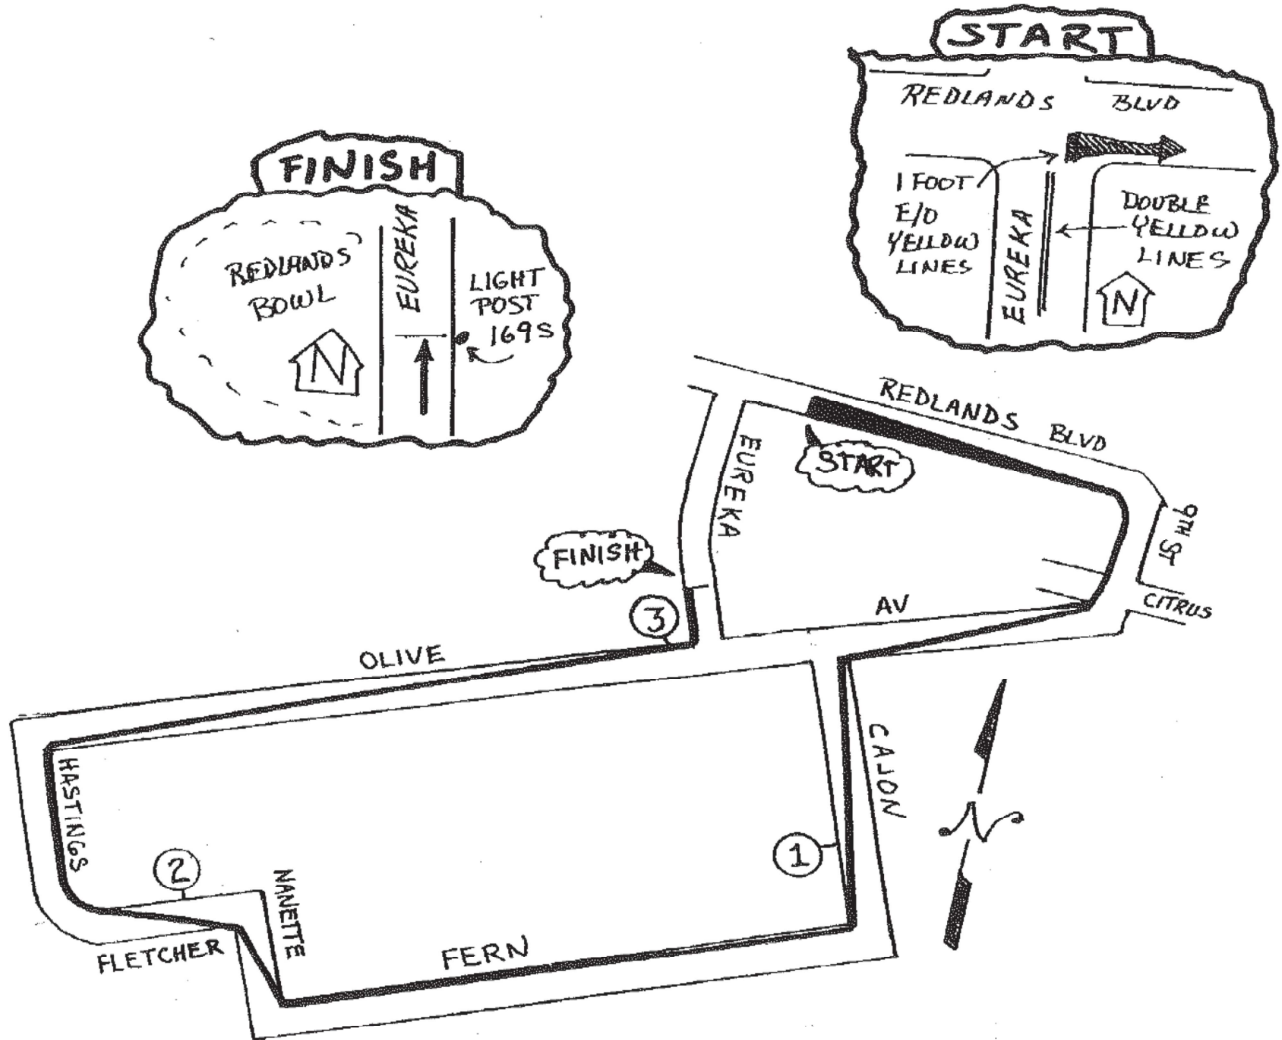 START
REDLANDS BLVD
1 FOOT
E/O
YELLOW
LINES
EUREKA
DOUBLE
YELLOW
LINES
N
FINISH
REDLANDS
BOWL
EUREKA
LIGHT
POST
169S
N
REDLANDS BLVD
START
EUREKA
9TH ST
FINISH
CITRUS
AV
3
OLIVE
CAJON
HASTINGS
N
1
2
NANETTE
FLETCHER
FERN